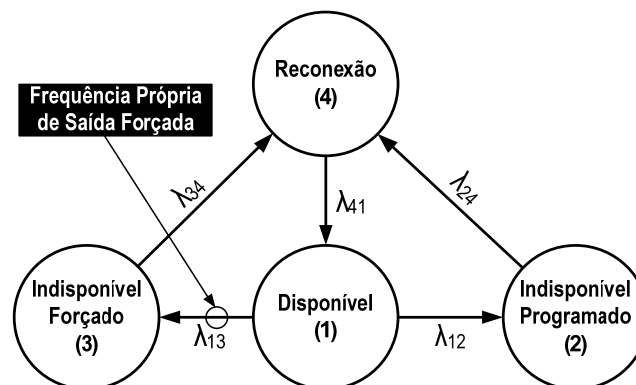 Reconexão
(4)
Frequência Própria
de Saída Forçada
λ34
λ24
λ41
Indisponível
Forçado
(3)
λ13
Disponível
(1)
λ12
Indisponível
Programado
(2)